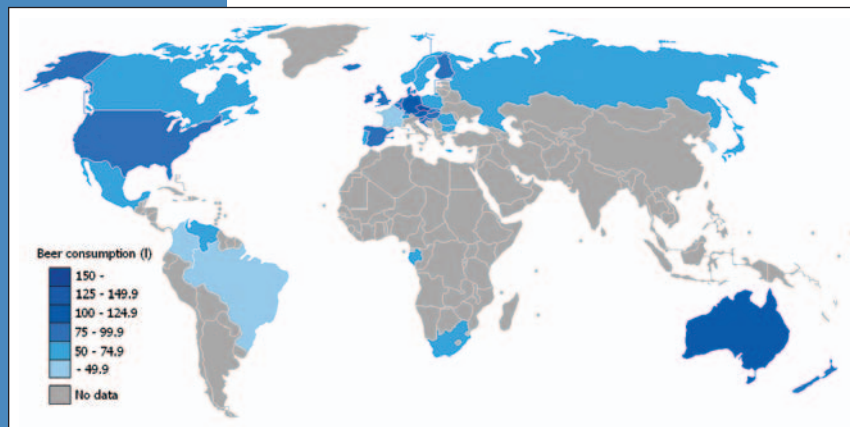 Beer consumption (l)
150 -
125 - 149.9
100 - 124.9
75 - 99.9
50 - 74.9
- 49.9
No data